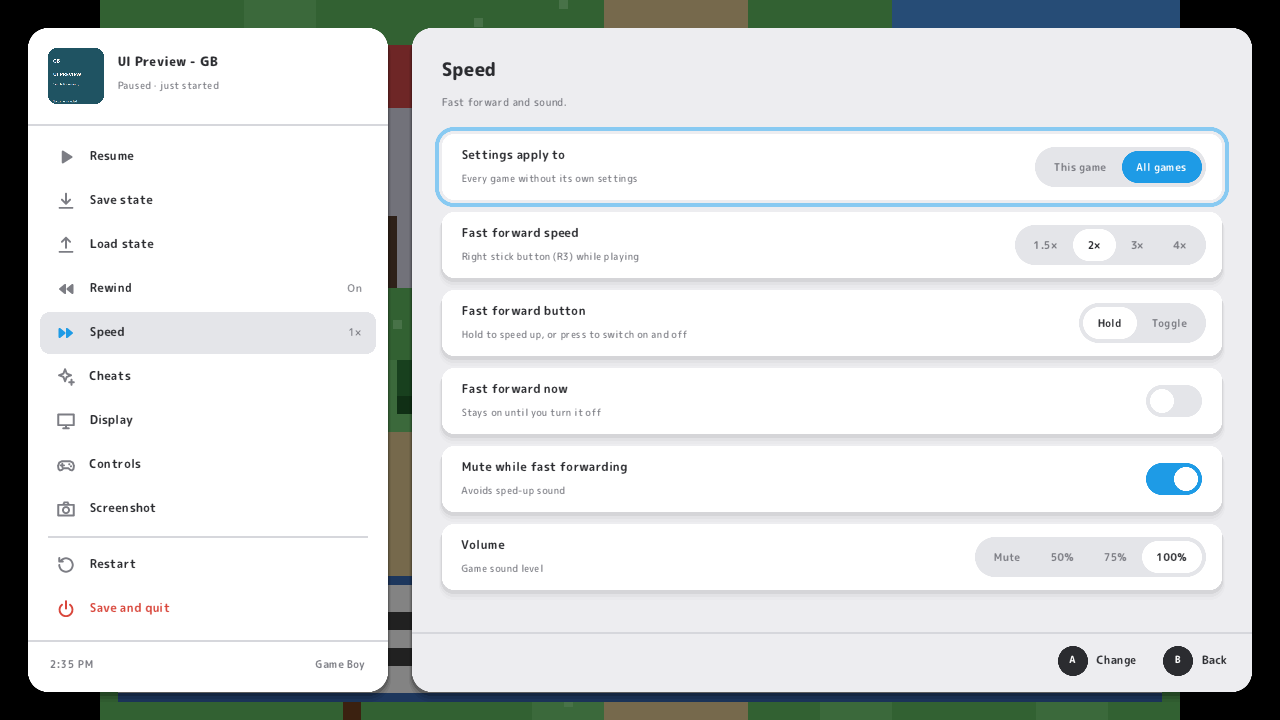 GB
UI PREVIEW
UI Preview - GB
Paused · just started
Resume
Save state
Load state
Rewind On
Speed 1×
Cheats
Display
Controls
Screenshot
Restart
Save and quit
2:35 PM Game Boy
Speed
Fast forward and sound.
Settings apply to
Every game without its own settings
This game All games
Fast forward speed
Right stick button (R3) while playing
1.5× 2× 3× 4×
Fast forward button
Hold to speed up, or press to switch on and off
Hold Toggle
Fast forward now
Stays on until you turn it off
Mute while fast forwarding
Avoids sped-up sound
Volume
Game sound level
Mute 50% 75% 100%
A Change B Back